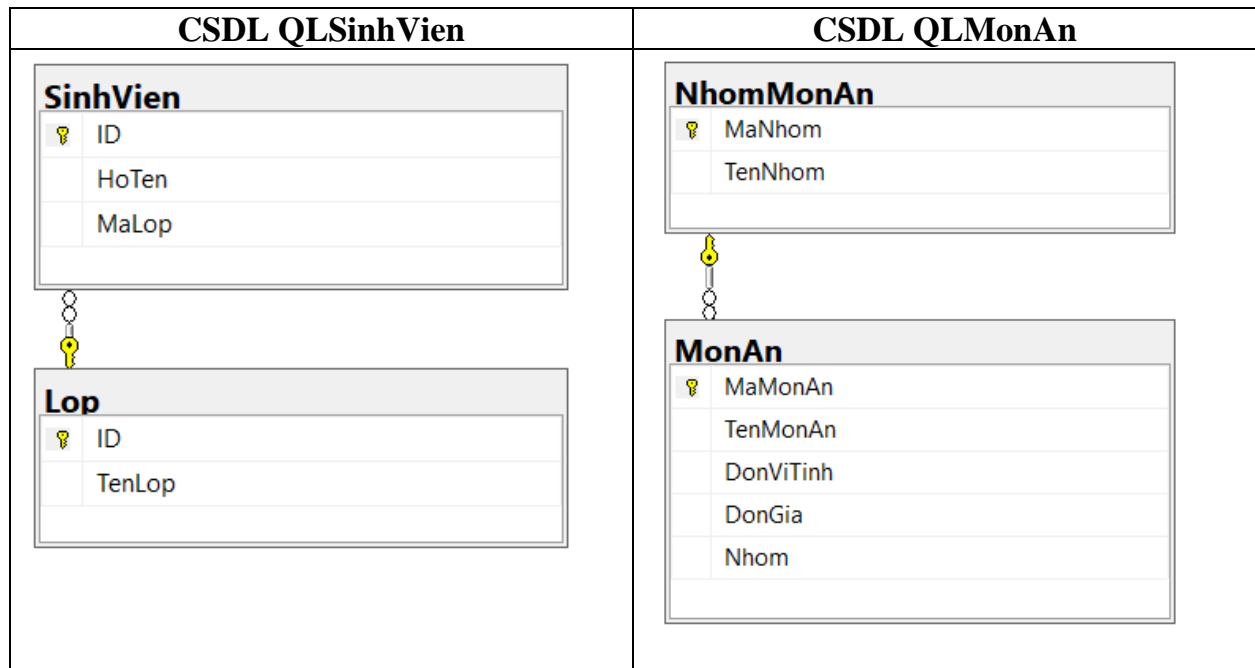 CSDL QLSinhVien
SinhVien
ID
HoTen
MaLop
Lop
ID
TenLop
CSDL QLMonAn
NhomMonAn
MaNhom
TenNhom
MonAn
MaMonAn
TenMonAn
DonViTinh
DonGia
Nhom